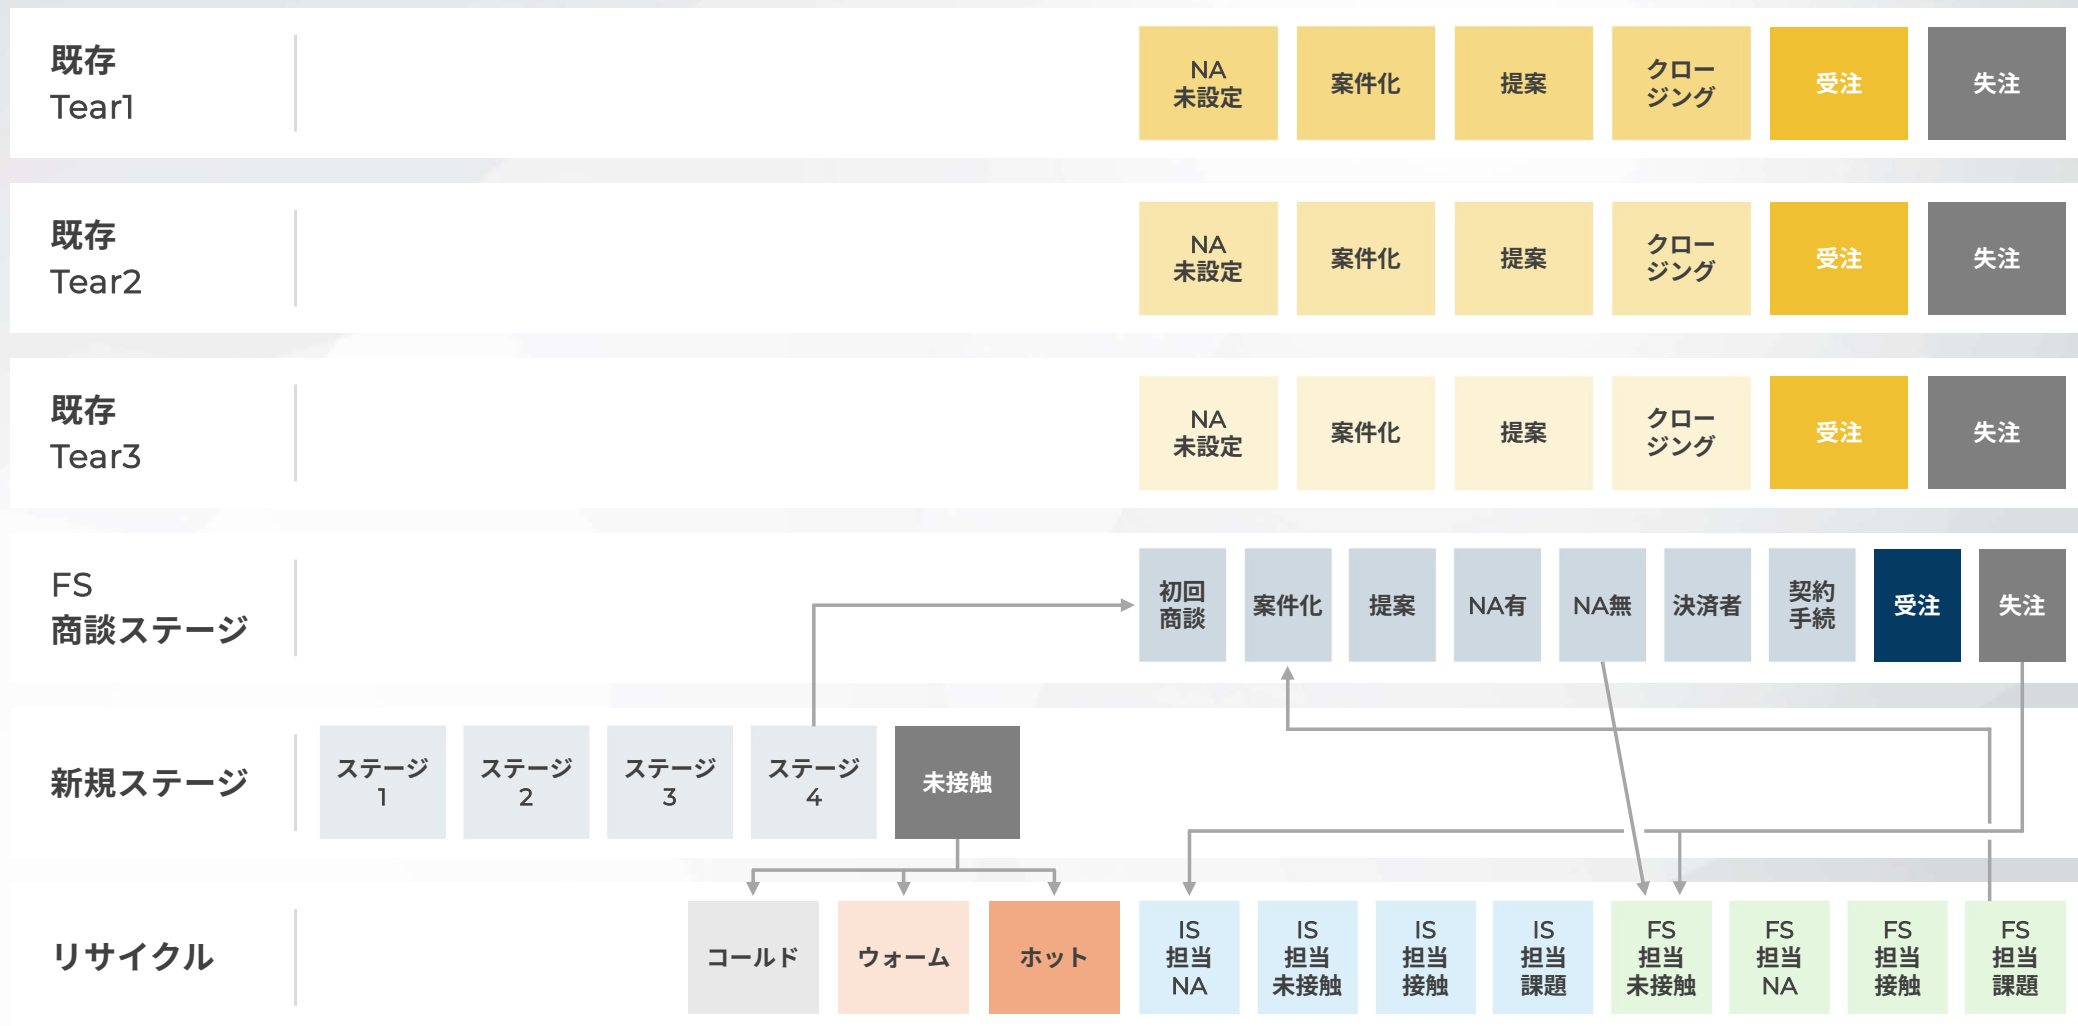 既存
Tear1
NA
未設定
案件化
提案
クロー
ジング
受注
失注
既存
Tear2
NA
未設定
案件化
提案
クロー
ジング
受注
失注
既存
Tear3
NA
未設定
案件化
提案
クロー
ジング
受注
失注
FS
商談ステージ
初回
商談
案件化
提案
NA有
NA無
決済者
契約
手続
受注
失注
新規ステージ
ステージ
1
ステージ
2
ステージ
3
ステージ
4
未接触
リサイクル
コールド
ウォーム
ホット
IS
担当
NA
IS
担当
未接触
IS
担当
接触
IS
担当
課題
FS
担当
未接触
FS
担当
NA
FS
担当
接触
FS
担当
課題